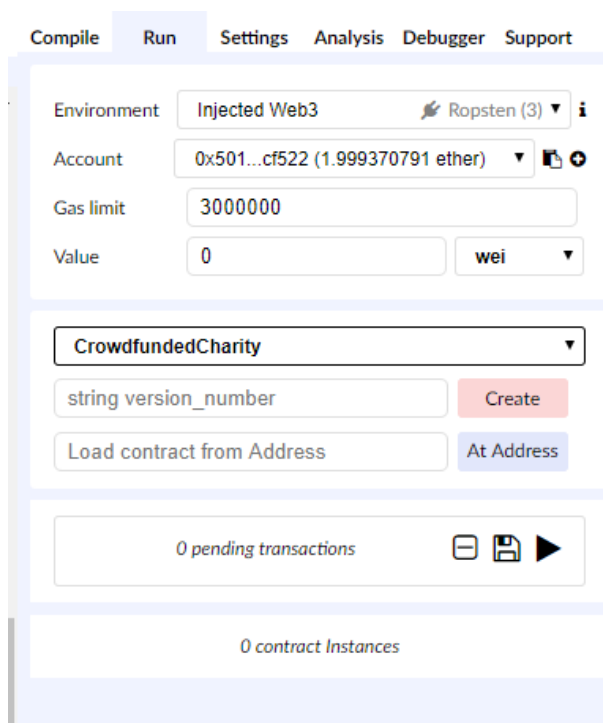 Compile Run Settings Analysis Debugger Support
Environment Injected Web3 Ropsten (3) i
Account 0x501...cf522 (1.999370791 ether)
Gas limit 3000000
Value 0 wei
CrowdfundedCharity
string version_number Create
Load contract from Address At Address
0 pending transactions
0 contract Instances